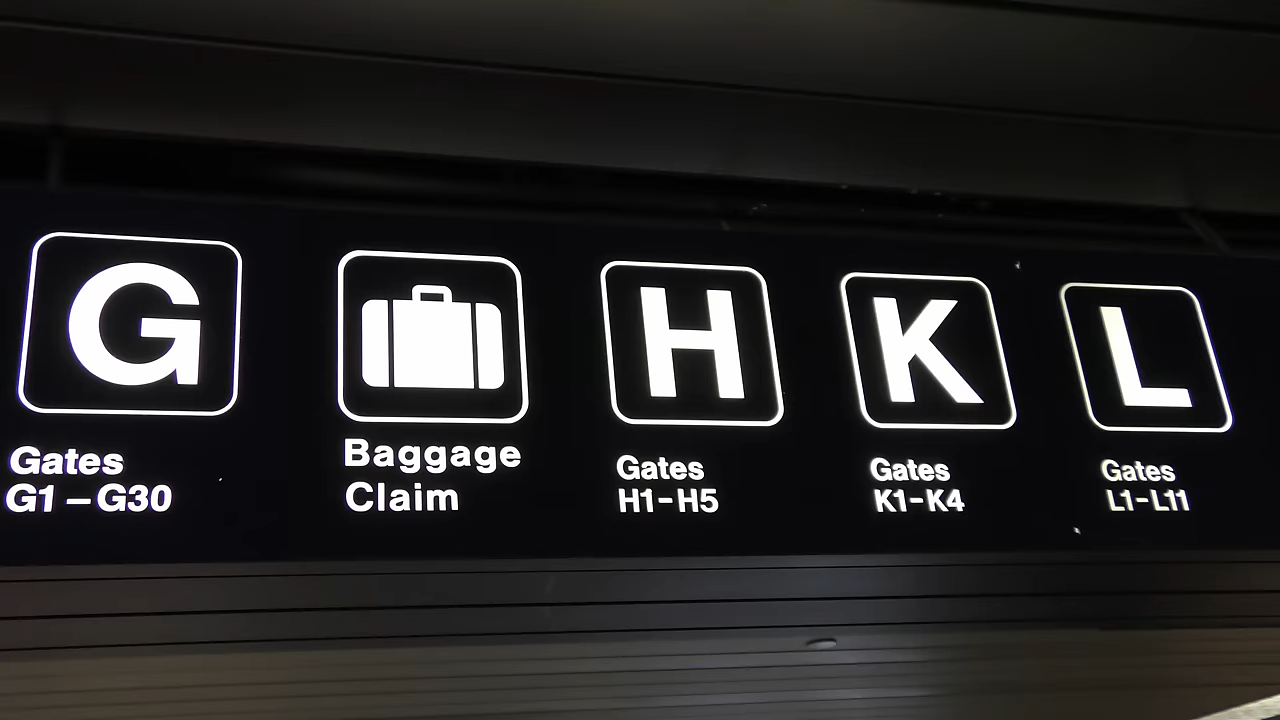 G
Gates
G1 – G30
Baggage
Claim
H
Gates
H1-H5
K
Gates
K1-K4
L
Gates
L1-L11